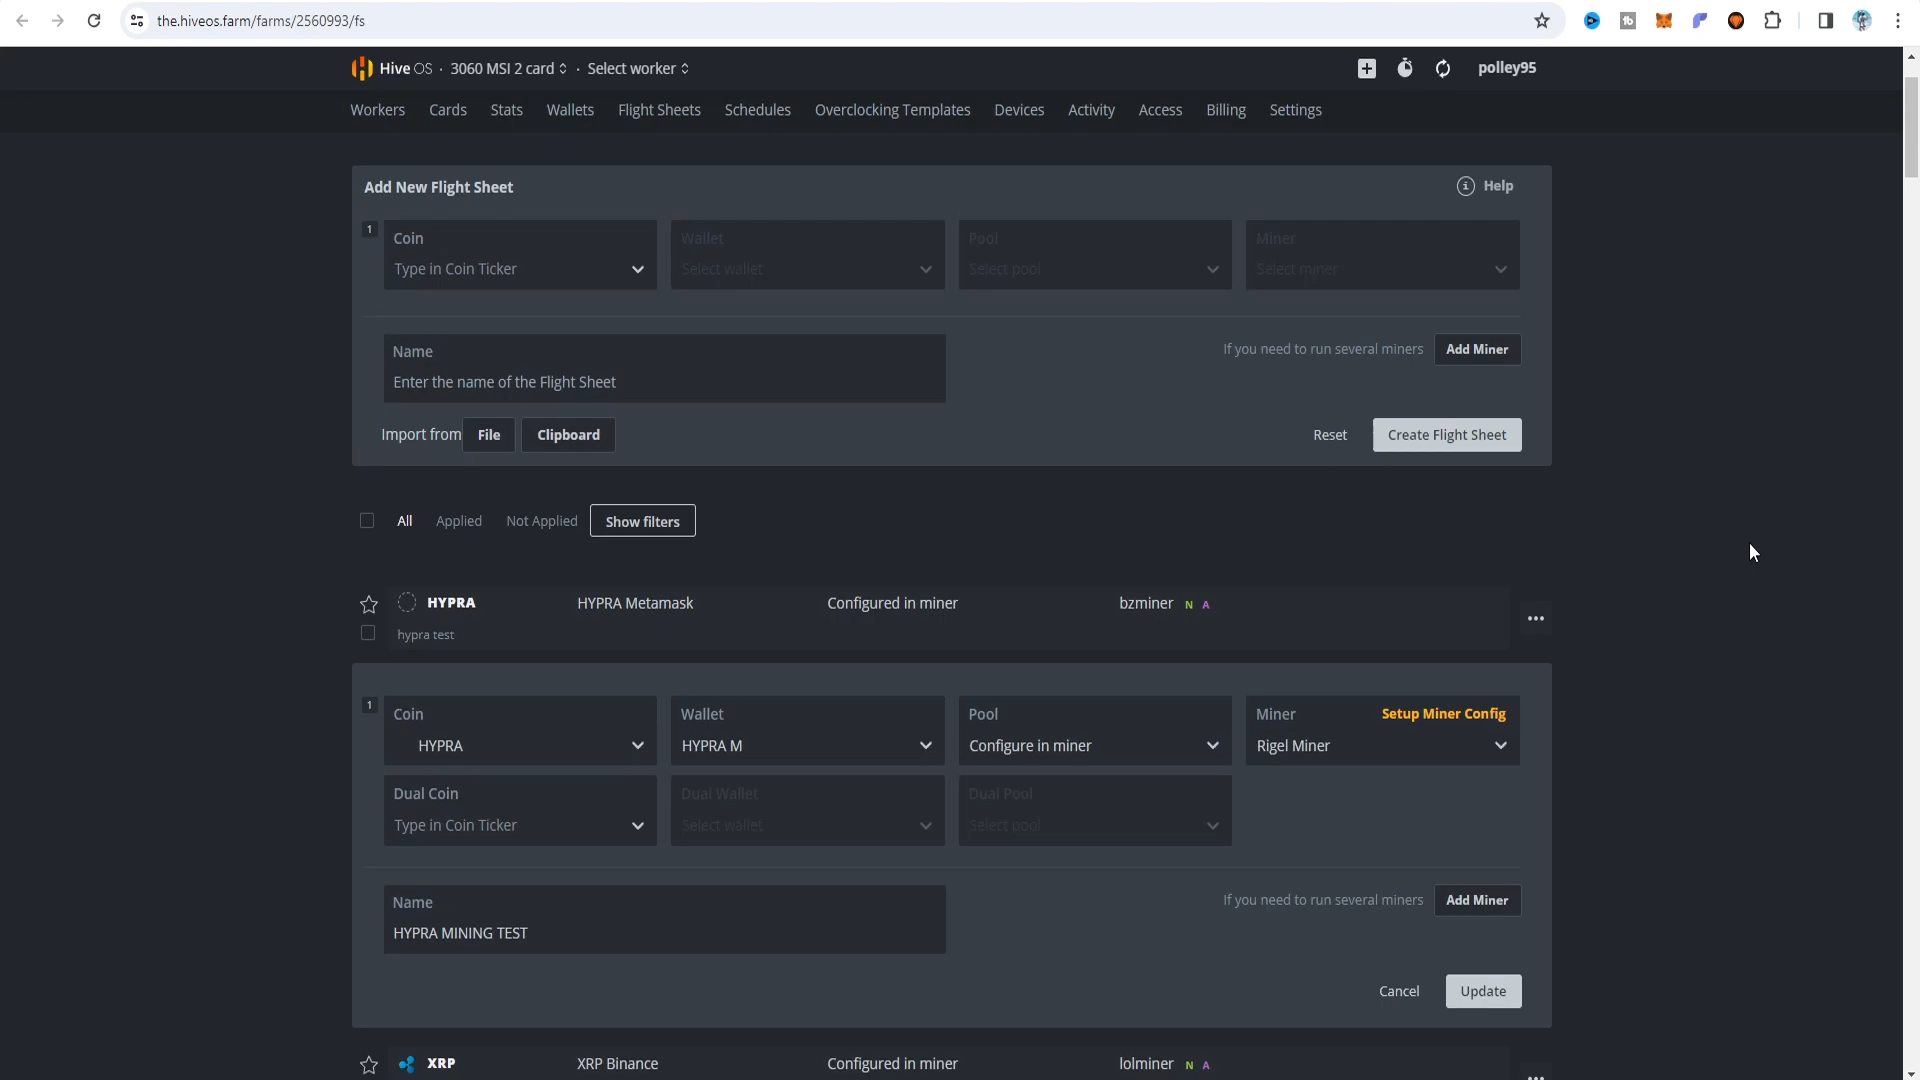 the.hiveos.farm/farms/2560993/fs
Hive OS · 3060 MSI 2 card · Select worker
polley95
Workers Cards Stats Wallets Flight Sheets Schedules Overclocking Templates Devices Activity Access Billing Settings
Add New Flight Sheet
Help
1
Coin Wallet Pool Miner
Type in Coin Ticker Select wallet Select pool Select miner
Name
Enter the name of the Flight Sheet
If you need to run several miners Add Miner
Import from File Clipboard
Reset Create Flight Sheet
All Applied Not Applied Show filters
HYPRA HYPRA Metamask Configured in miner bzminer N A
hypra test
1
Coin Wallet Pool Miner Setup Miner Config
HYPRA HYPRA M Configure in miner Rigel Miner
Dual Coin Dual Wallet Dual Pool
Type in Coin Ticker Select wallet Select pool
Name
HYPRA MINING TEST
If you need to run several miners Add Miner
Cancel Update
XRP XRP Binance Configured in miner lolminer N A